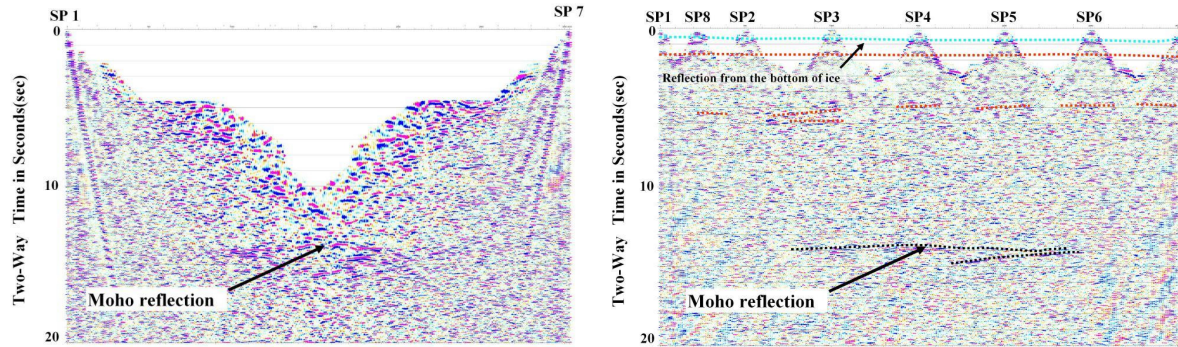 SP 1
SP 7
0
10
20
Two-Way Time in Seconds(sec)
Moho reflection
SP1 SP8 SP2 SP3 SP4 SP5 SP6
0
10
20
Two-Way Time in Seconds(sec)
Reflection from the bottom of ice
Moho reflection